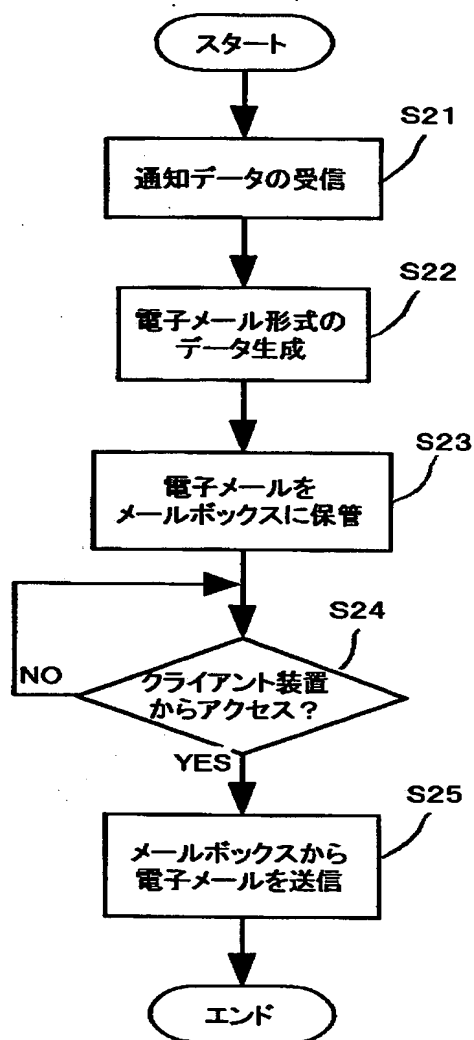 スタート
S21
通知データの受信
S22
電子メール形式の
データ生成
S23
電子メールを
メールボックスに保管
S24
クライアント装置
からアクセス?
NO
YES
S25
メールボックスから
電子メールを送信
エンド